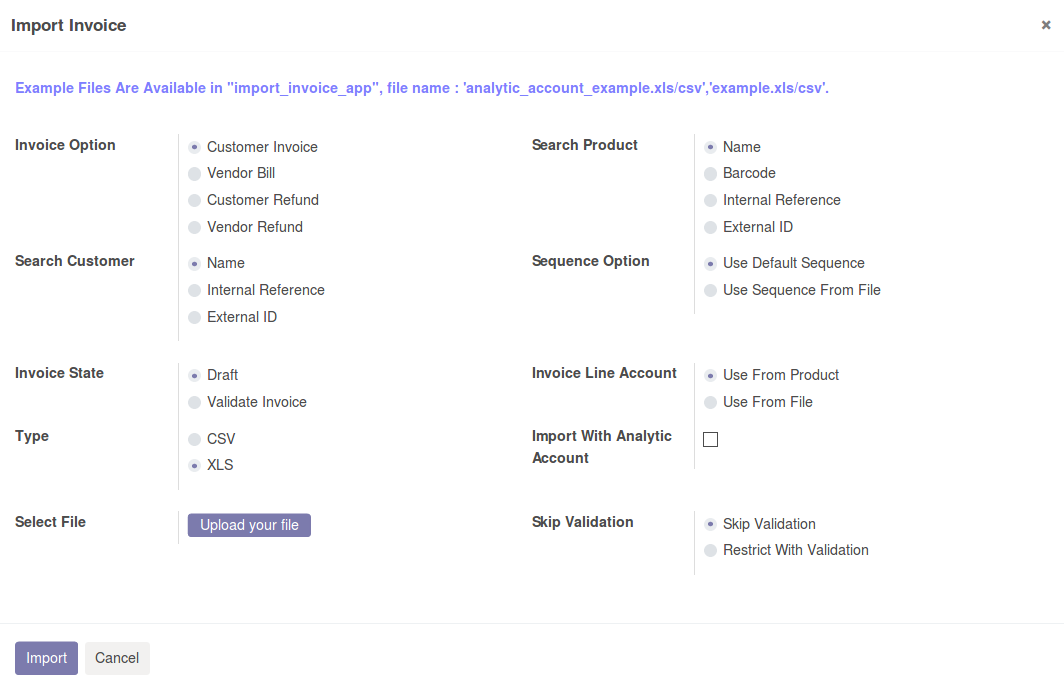 Import Invoice
×
Example Files Are Available in "import_invoice_app", file name : 'analytic_account_example.xls/csv','example.xls/csv'.
Invoice Option
Customer Invoice
Vendor Bill
Customer Refund
Vendor Refund
Search Product
Name
Barcode
Internal Reference
External ID
Search Customer
Name
Internal Reference
External ID
Sequence Option
Use Default Sequence
Use Sequence From File
Invoice State
Draft
Validate Invoice
Invoice Line Account
Use From Product
Use From File
Type
CSV
XLS
Import With Analytic
Account
Select File
Upload your file
Skip Validation
Skip Validation
Restrict With Validation
Import
Cancel